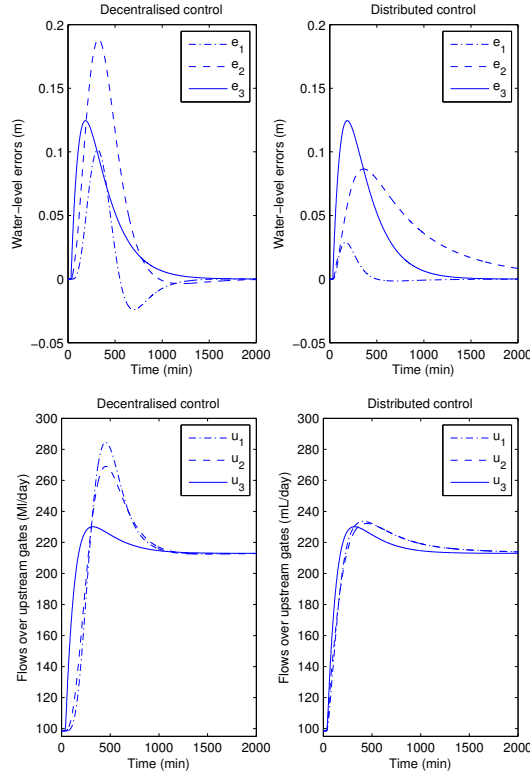 Decentralised control
Distributed control
Water-level errors (m)
0.2
0.15
0.1
0.05
0
−0.05
e1
e2
e3
0
500
1000
1500
2000
Time (min)
Water-level errors (m)
0.2
0.15
0.1
0.05
0
−0.05
e1
e2
e3
0
500
1000
1500
2000
Time (min)
Decentralised control
Distributed control
Flows over upstream gates (Ml/day)
300
280
260
240
220
200
180
160
140
120
100
u1
u2
u3
0
500
1000
1500
2000
Time (min)
Flows over upstream gates (mL/day)
300
280
260
240
220
200
180
160
140
120
100
u1
u2
u3
0
500
1000
1500
2000
Time (min)